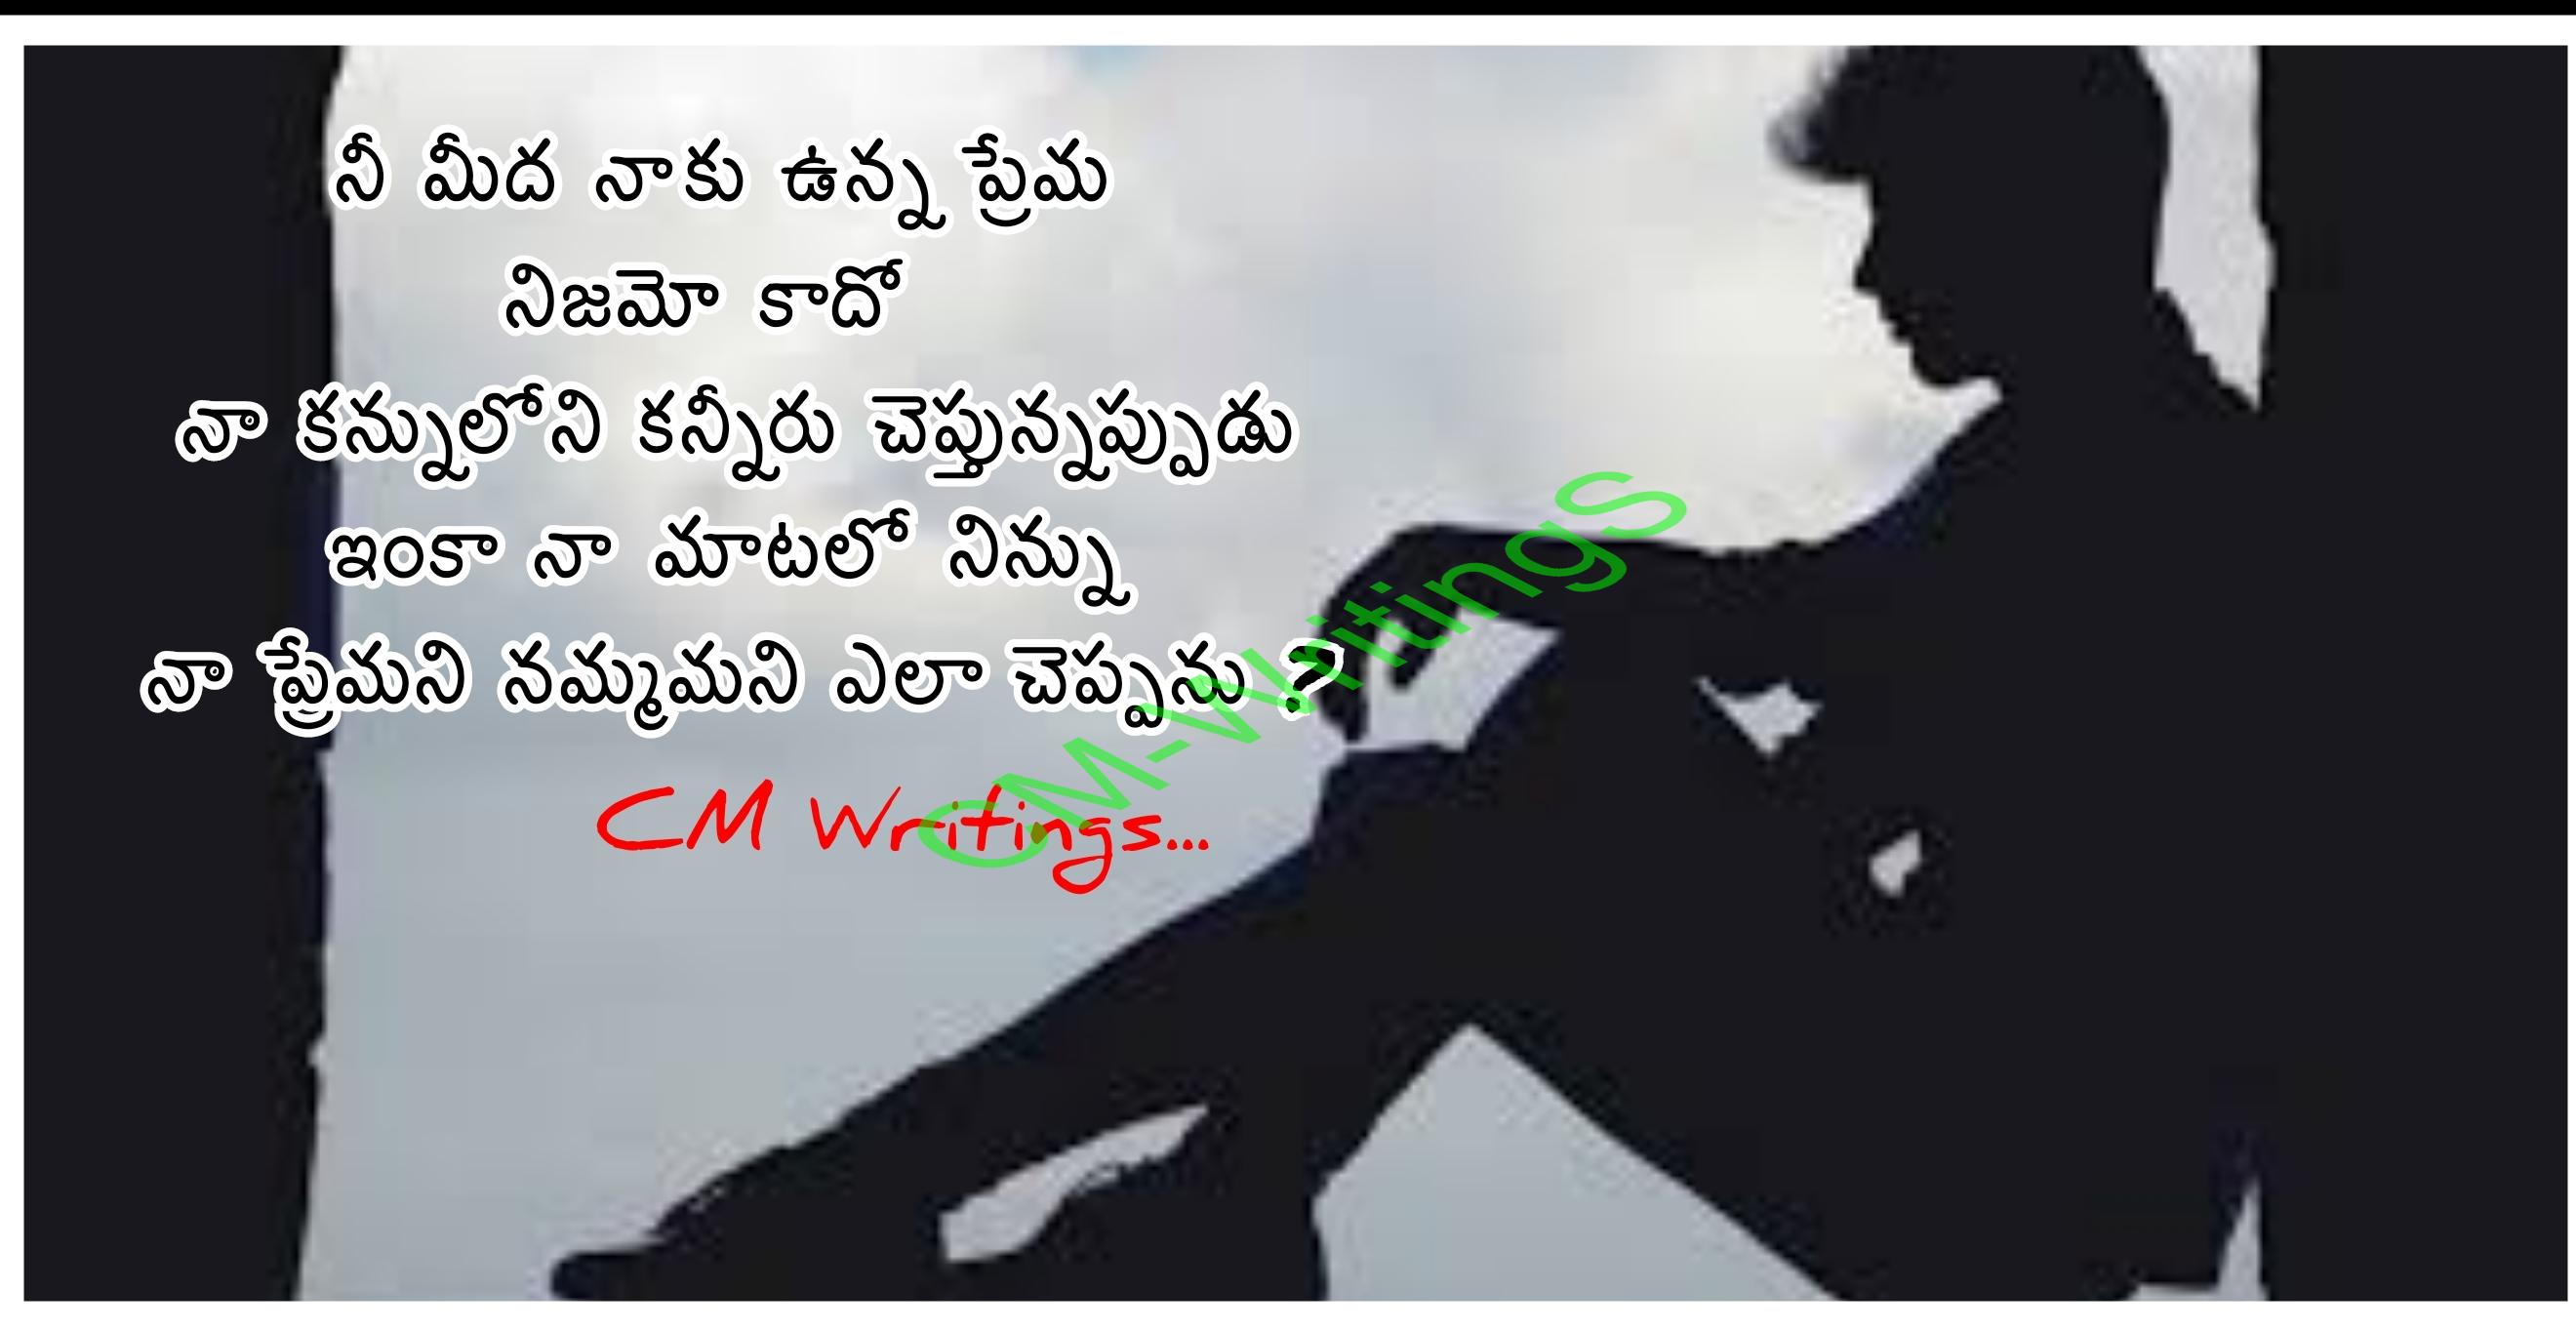 నీ మీద నాకు ఉన్న ప్రేమ
నిజమో కాదో
నా కన్నులోని కన్నీరు చెప్తున్నప్పుడు
ఇంకా నా మాటలో నిన్ను
నా ప్రేమని నమ్మమని ఎలా చెప్పను ?
CM Writings...
CM-WritingS